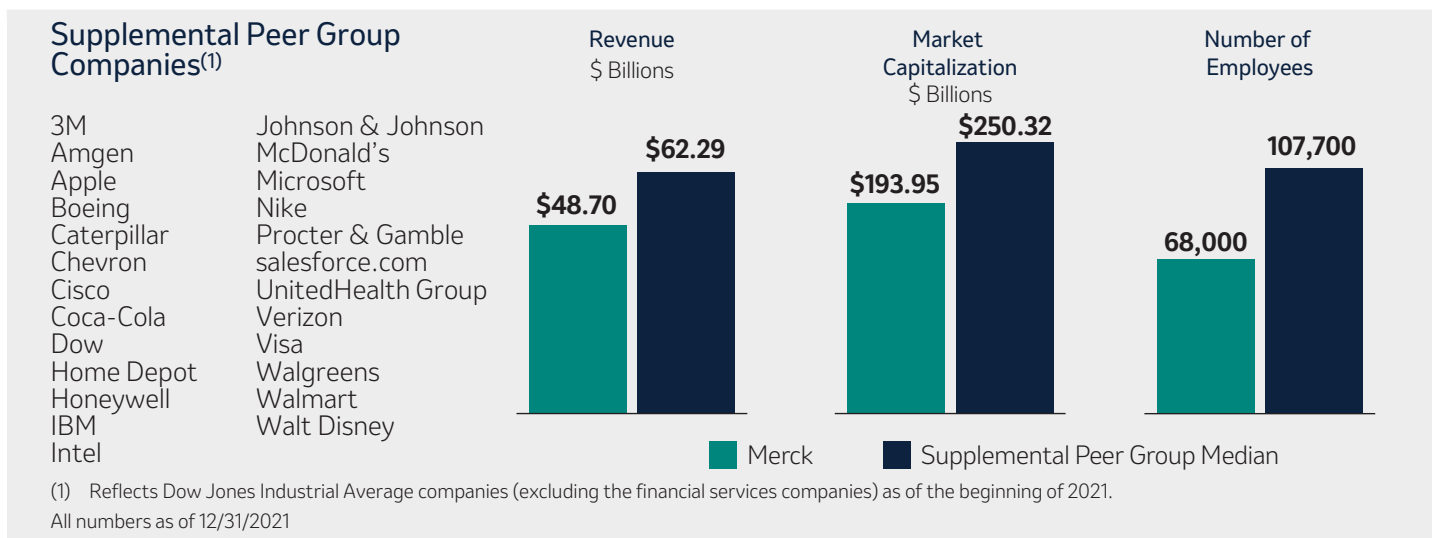 Supplemental Peer Group
Companies(1)
3M
Amgen
Apple
Boeing
Caterpillar
Chevron
Cisco
Coca-Cola
Dow
Home Depot
Honeywell
IBM
Intel
Johnson & Johnson
McDonald's
Microsoft
Nike
Procter & Gamble
salesforce.com
UnitedHealth Group
Verizon
Visa
Walgreens
Walmart
Walt Disney
Revenue
$ Billions
$48.70
$62.29
Market
Capitalization
$ Billions
$193.95
$250.32
Number of
Employees
68,000
107,700
Merck
Supplemental Peer Group Median
(1) Reflects Dow Jones Industrial Average companies (excluding the financial services companies) as of the beginning of 2021.
All numbers as of 12/31/2021